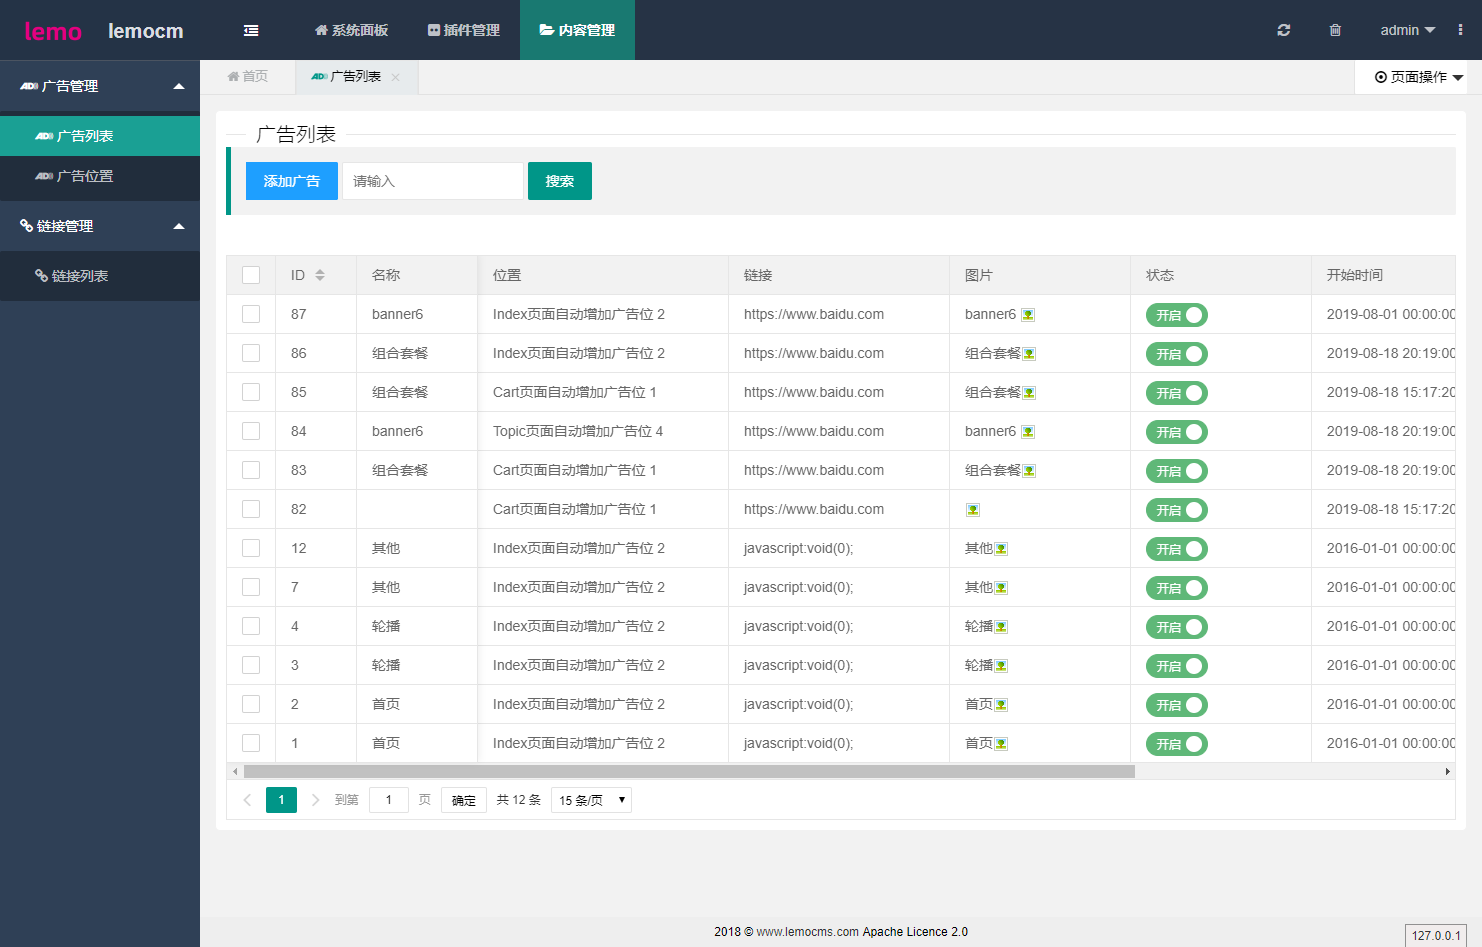 lemo lemocm 系统面板 插件管理 内容管理 admin
首页 广告列表 页面操作
广告管理
广告列表
广告位置
链接管理
链接列表
广告列表
添加广告 请输入 搜索
ID 名称 位置 链接 图片 状态 开始时间
87 banner6 Index页面自动增加广告位 2 https://www.baidu.com banner6 开启 2019-08-01 00:00:00
86 组合套餐 Index页面自动增加广告位 2 https://www.baidu.com 组合套餐 开启 2019-08-18 20:19:00
85 组合套餐 Cart页面自动增加广告位 1 https://www.baidu.com 组合套餐 开启 2019-08-18 15:17:20
84 banner6 Topic页面自动增加广告位 4 https://www.baidu.com banner6 开启 2019-08-18 20:19:00
83 组合套餐 Cart页面自动增加广告位 1 https://www.baidu.com 组合套餐 开启 2019-08-18 20:19:00
82 Cart页面自动增加广告位 1 https://www.baidu.com 开启 2019-08-18 15:17:20
12 其他 Index页面自动增加广告位 2 javascript:void(0); 其他 开启 2016-01-01 00:00:00
7 其他 Index页面自动增加广告位 2 javascript:void(0); 其他 开启 2016-01-01 00:00:00
4 轮播 Index页面自动增加广告位 2 javascript:void(0); 轮播 开启 2016-01-01 00:00:00
3 轮播 Index页面自动增加广告位 2 javascript:void(0); 轮播 开启 2016-01-01 00:00:00
2 首页 Index页面自动增加广告位 2 javascript:void(0); 首页 开启 2016-01-01 00:00:00
1 首页 Index页面自动增加广告位 2 javascript:void(0); 首页 开启 2016-01-01 00:00:00
1 到第 1 页 确定 共 12 条 15 条/页
2018 © www.lemocms.com Apache Licence 2.0
127.0.0.1